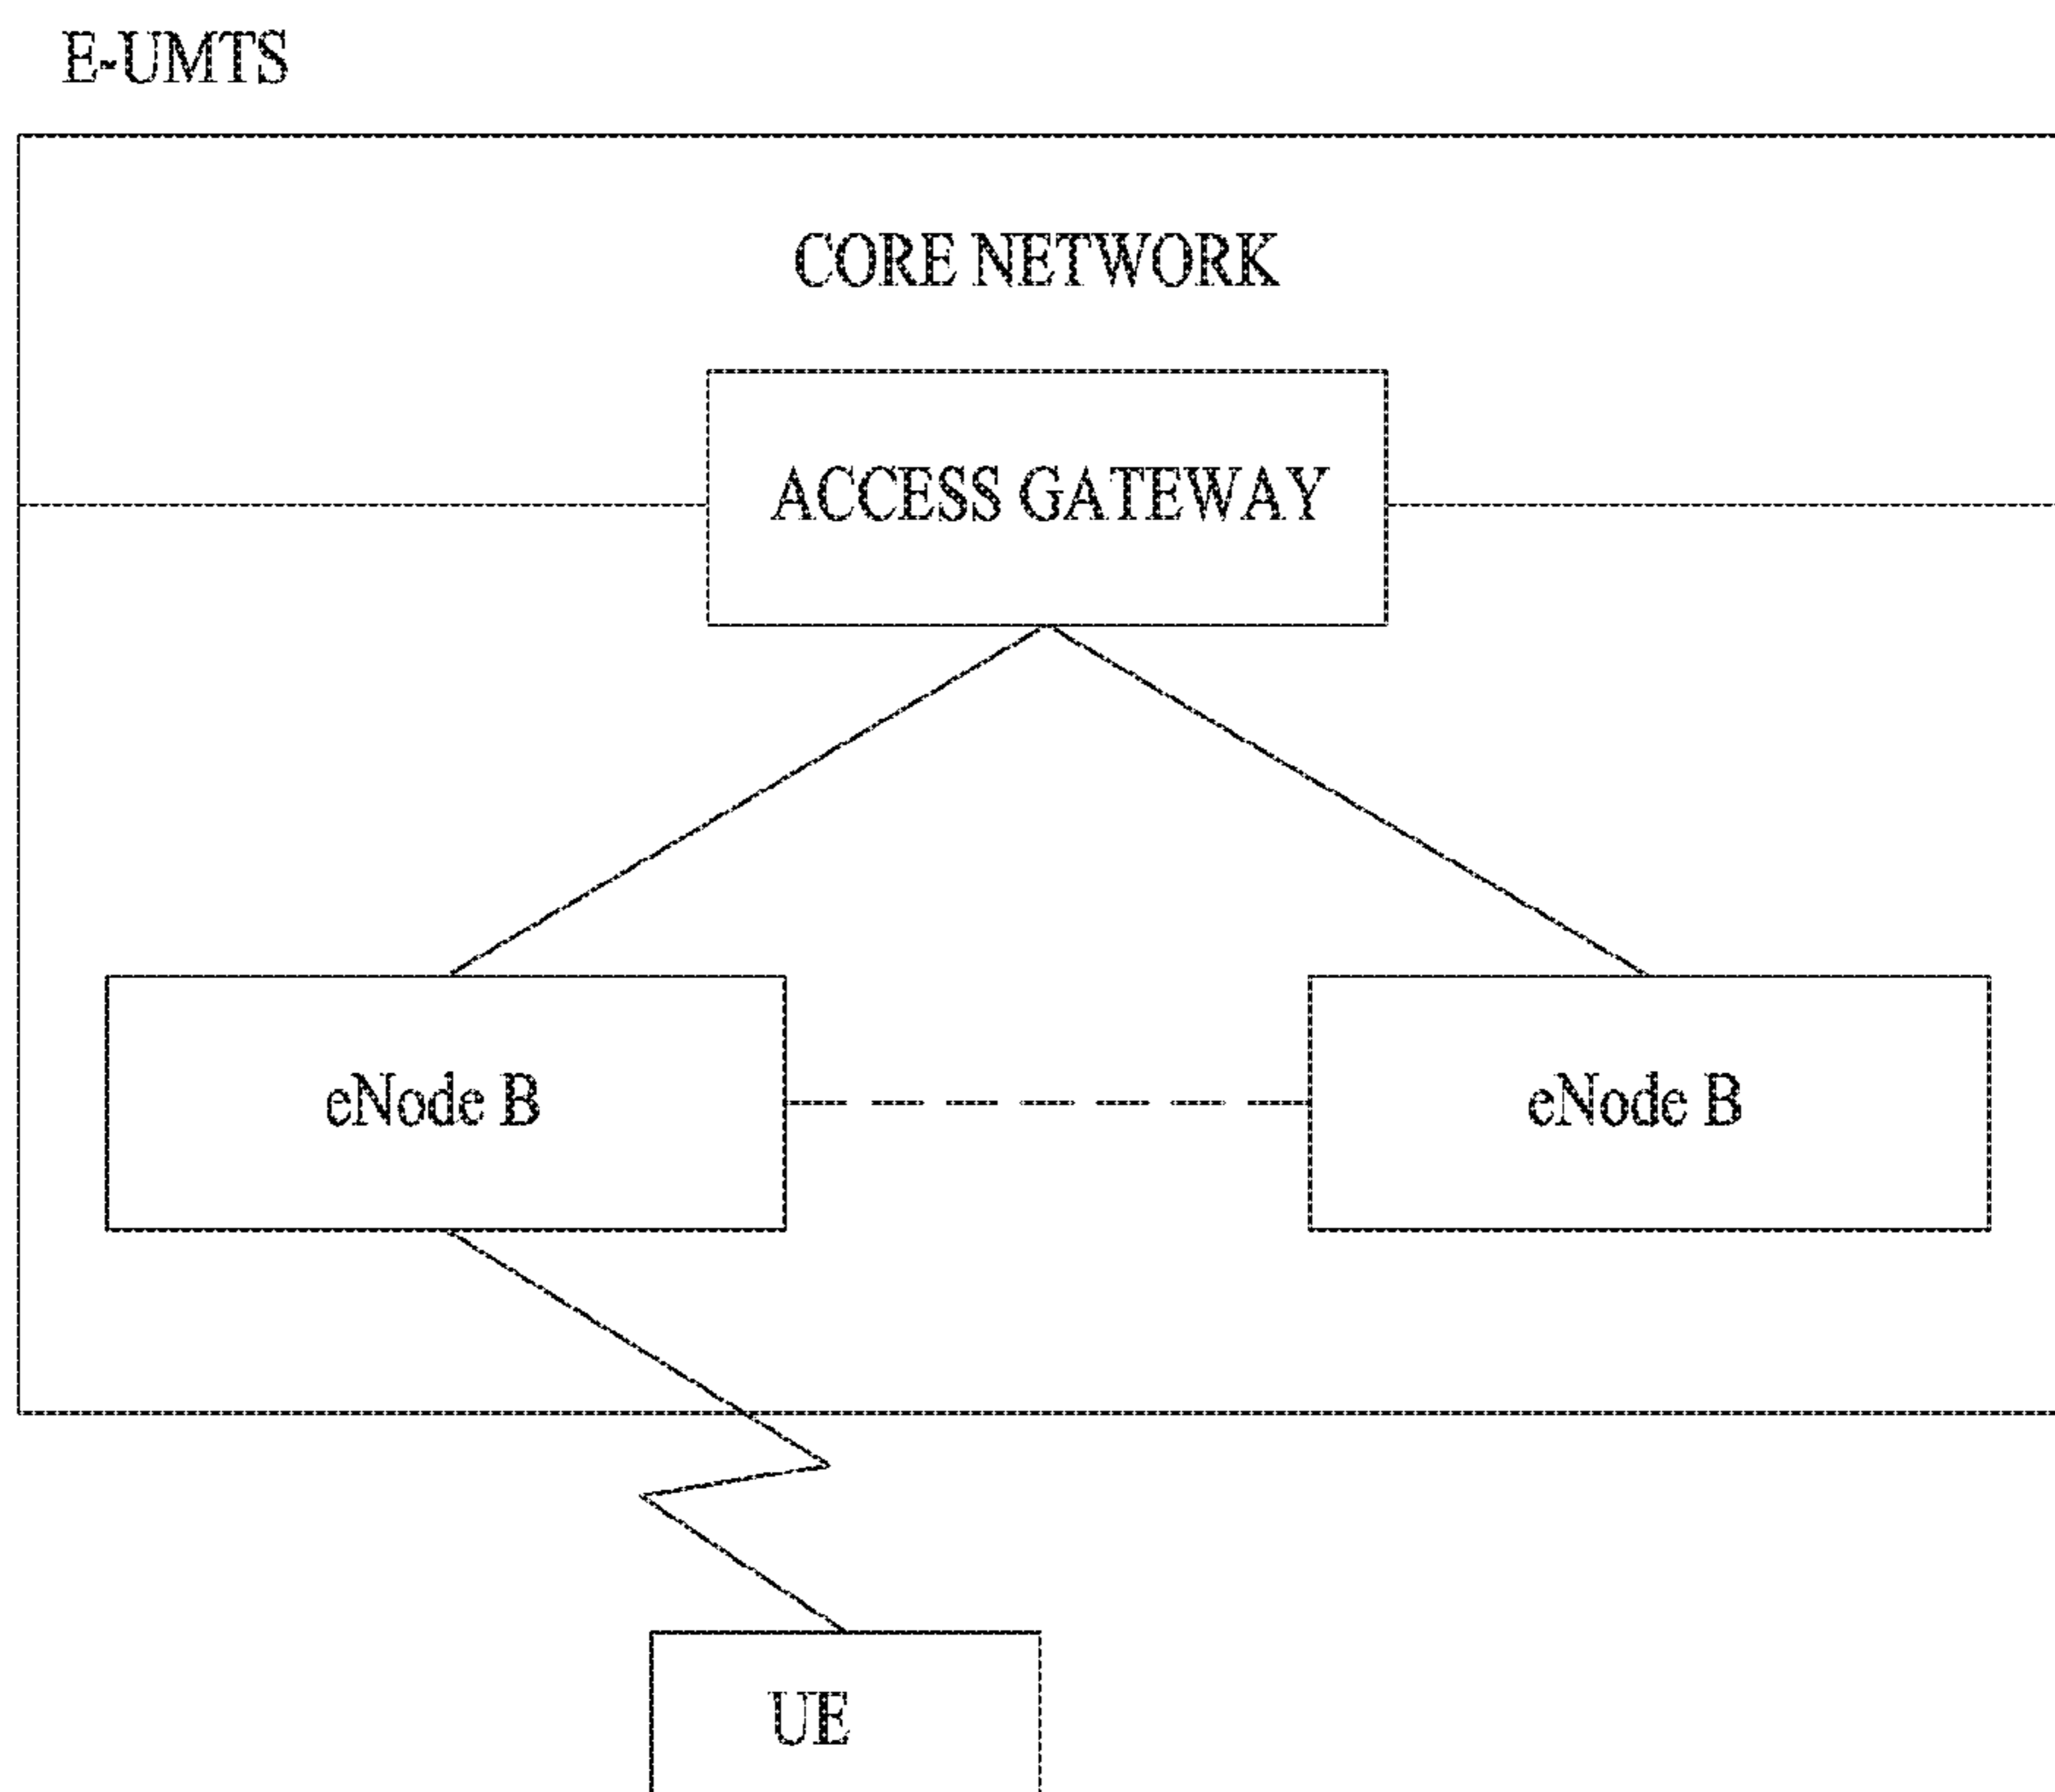 E-UMTS
CORE NETWORK
ACCESS GATEWAY
eNode B
eNode B
UE